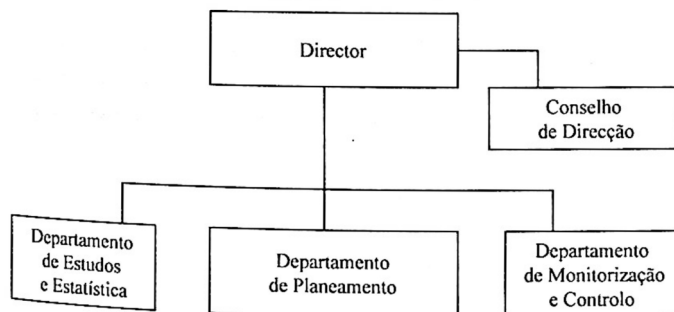 Director
Conselho
de Direcção
Departamento
de Estudos
e Estatística
Departamento
de Planeamento
Departamento
de Monitorização
e Controlo